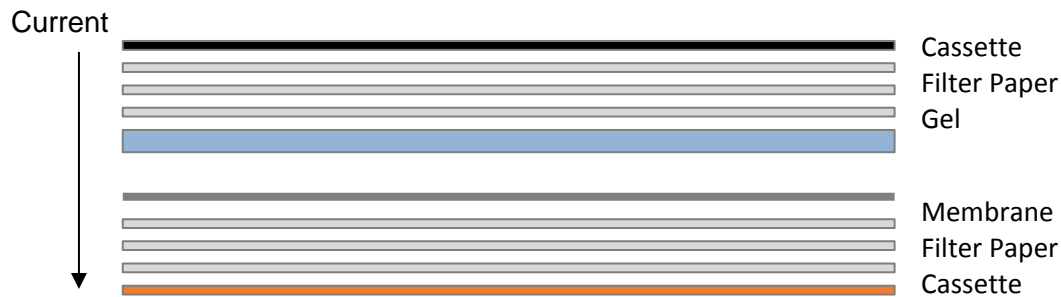 Current
Cassette
Filter Paper
Gel
Membrane
Filter Paper
Cassette